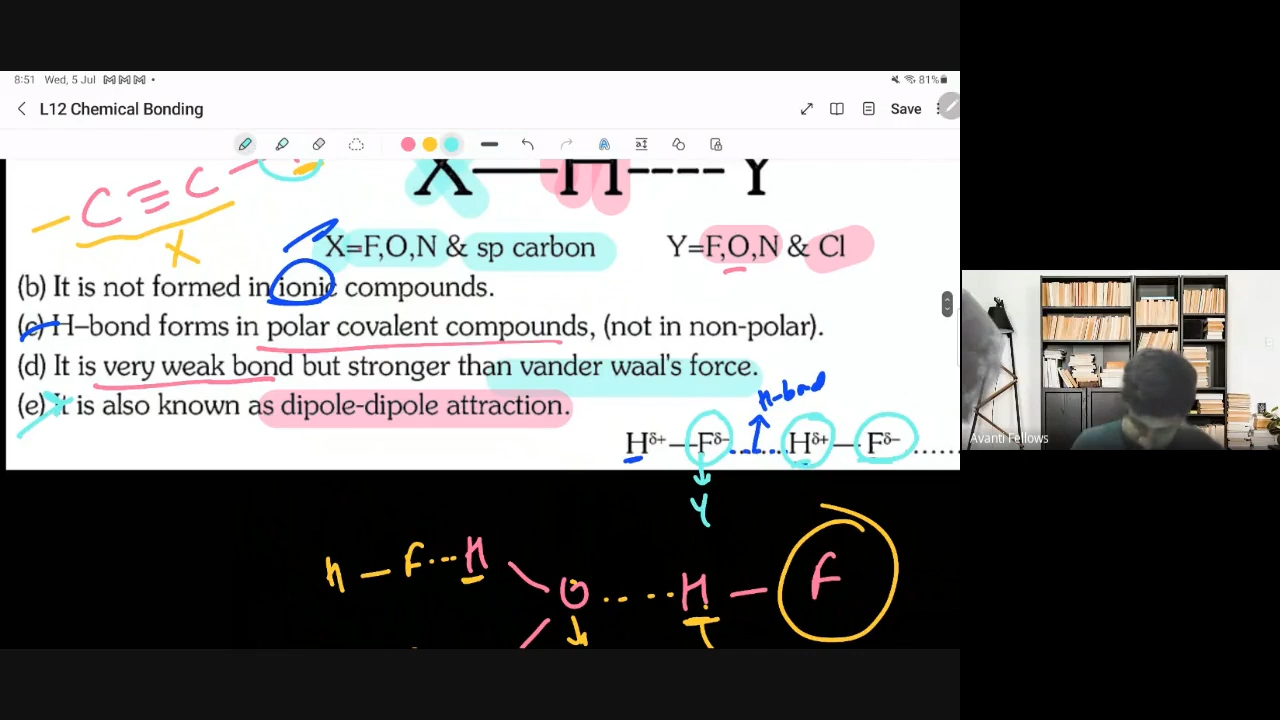 8:51 Wed, 5 Jul
81%
L12 Chemical Bonding
Save
— C ≡ C —
X
X — H ---- Y
X=F,O,N & sp carbon Y=F,O,N & Cl
(b) It is not formed in ionic compounds.
(c) H–bond forms in polar covalent compounds, (not in non-polar).
(d) It is very weak bond but stronger than vander waal's force.
(e) It is also known as dipole-dipole attraction.
H-bond
Hδ+—Fδ-......Hδ+—Fδ-......
Y
H — F ... H
O .... H — F
Avanti Fellows